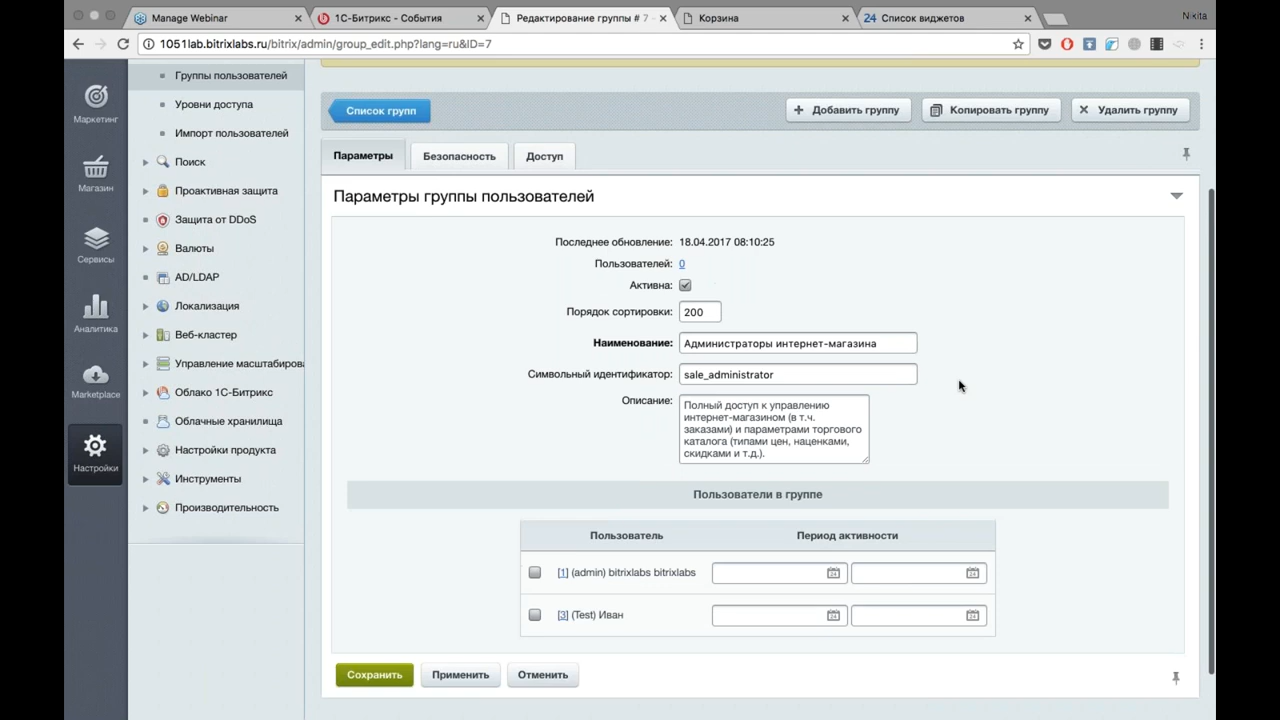 Manage Webinar
1С-Битрикс - События
Редактирование группы # 7 -
Корзина
24 Список виджетов
Nikita
1051lab.bitrixlabs.ru/bitrix/admin/group_edit.php?lang=ru&ID=7
Маркетинг
Магазин
Сервисы
Аналитика
Marketplace
Настройки
Группы пользователей
Уровни доступа
Импорт пользователей
Поиск
Проактивная защита
Защита от DDoS
Валюты
AD/LDAP
Локализация
Веб-кластер
Управление масштабирова
Облако 1С-Битрикс
Облачные хранилища
Настройки продукта
Инструменты
Производительность
Список групп
Добавить группу
Копировать группу
Удалить группу
Параметры
Безопасность
Доступ
Параметры группы пользователей
Последнее обновление: 18.04.2017 08:10:25
Пользователей: 0
Активна:
Порядок сортировки: 200
Наименование: Администраторы интернет-магазина
Символьный идентификатор: sale_administrator
Описание: Полный доступ к управлению
интернет-магазином (в т.ч.
заказами) и параметрами торгового
каталога (типами цен, наценками,
скидками и т.д.).
Пользователи в группе
Пользователь Период активности
[1] (admin) bitrixlabs bitrixlabs
[3] (Test) Иван
Сохранить
Применить
Отменить